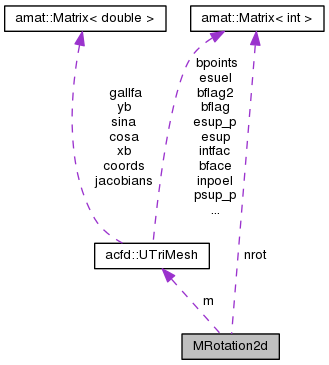 amat::Matrix< double >
amat::Matrix< int >
gallfa
yb
sina
cosa
xb
coords
jacobians
bpoints
esuel
bflag2
bflag
esup_p
esup
intfac
bface
inpoel
psup_p
...
acfd::UTriMesh
nrot
m
MRotation2d